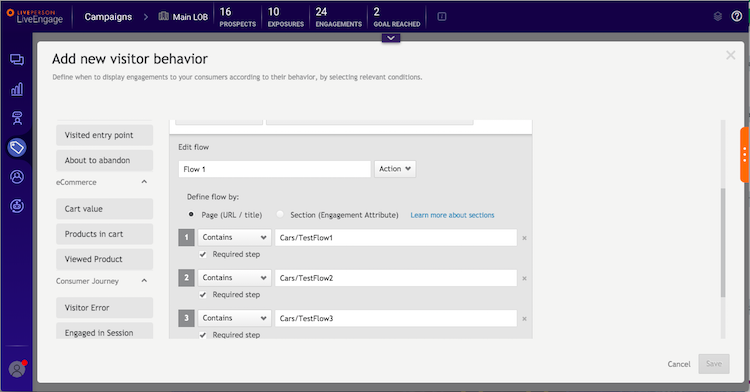 LIVEPERSON
LiveEngage
Campaigns
Main LOB
16
PROSPECTS
10
EXPOSURES
24
ENGAGEMENTS
2
GOAL REACHED
Add new visitor behavior
Define when to display engagements to your consumers according to their behavior, by selecting relevant conditions.
Visited entry point
About to abandon
eCommerce
Cart value
Products in cart
Viewed Product
Consumer Journey
Visitor Error
Engaged in Session
Edit flow
Flow 1
Action
Define flow by:
Page (URL / title)
Section (Engagement Attribute)
Learn more about sections
1
Contains
Cars/TestFlow1
Required step
2
Contains
Cars/TestFlow2
Required step
3
Contains
Cars/TestFlow3
Required step
Cancel
Save